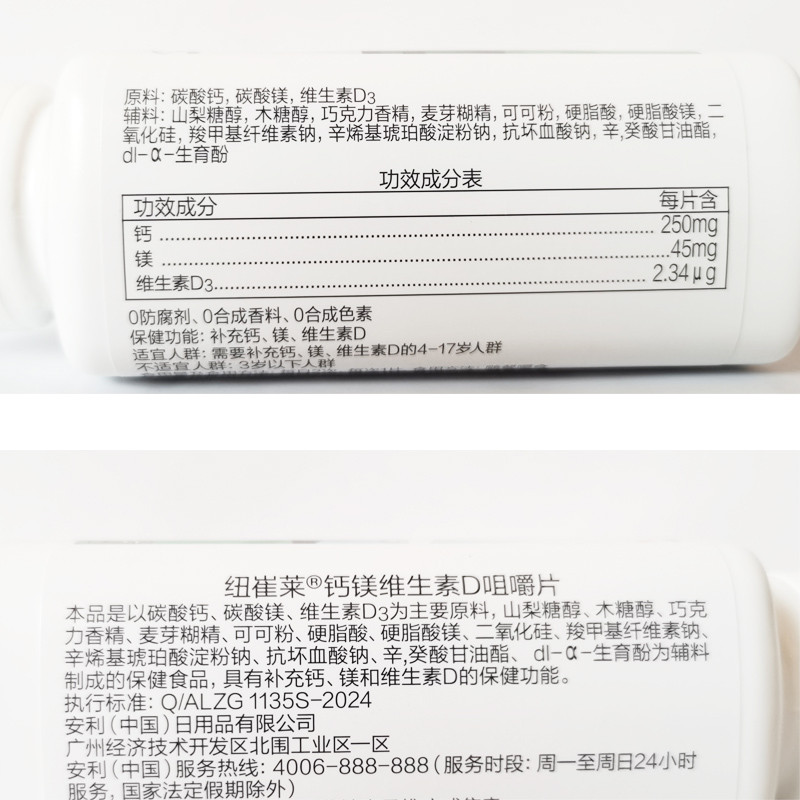 原料：碳酸钙，碳酸镁，维生素D3
辅料：山梨糖醇，木糖醇，巧克力香精，麦芽糊精，可可粉，硬脂酸，硬脂酸镁，二
氧化硅，羧甲基纤维素钠，辛烯基琥珀酸淀粉钠，抗坏血酸钠，辛,癸酸甘油酯，
dl-α-生育酚
功效成分表
功效成分 每片含
钙 250mg
镁 45mg
维生素D3 2.34μg
0防腐剂、0合成香料、0合成色素
保健功能：补充钙、镁、维生素D
适宜人群：需要补充钙、镁、维生素D的4-17岁人群
不适宜人群：3岁以下人群
纽崔莱®钙镁维生素D咀嚼片
本品是以碳酸钙、碳酸镁、维生素D3为主要原料，山梨糖醇、木糖醇、巧克
力香精、麦芽糊精、可可粉、硬脂酸、硬脂酸镁、二氧化硅、羧甲基纤维素钠、
辛烯基琥珀酸淀粉钠、抗坏血酸钠、辛,癸酸甘油酯、 dl-α-生育酚为辅料
制成的保健食品，具有补充钙、镁和维生素D的保健功能。
执行标准：Q/ALZG 1135S-2024
安利（中国）日用品有限公司
广州经济技术开发区北围工业区一区
安利（中国）服务热线：4006-888-888（服务时段：周一至周日24小时
服务，国家法定假期除外）